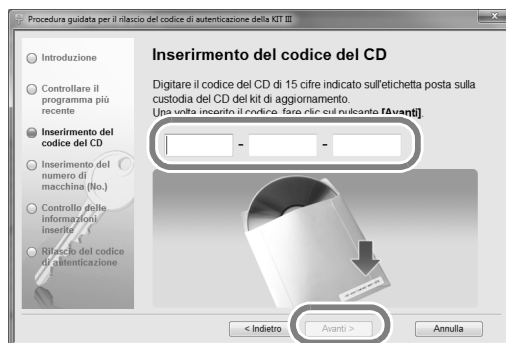 Procedura guidata per il rilascio del codice di autenticazione della KIT III
Introduzione
Controllare il
programma più
recente
Inserirmento del
codice del CD
Inserimento del
numero di
macchina (No.)
Controllo delle
informazioni
inserite
Rilascio del codice
di autenticazione
Inserirmento del codice del CD
Digitare il codice del CD di 15 cifre indicato sull'etichetta posta sulla
custodia del CD del kit di aggiornamento.
Una volta inserito il codice, fare clic sul pulsante [Avanti].
- -
< Indietro Avanti > Annulla